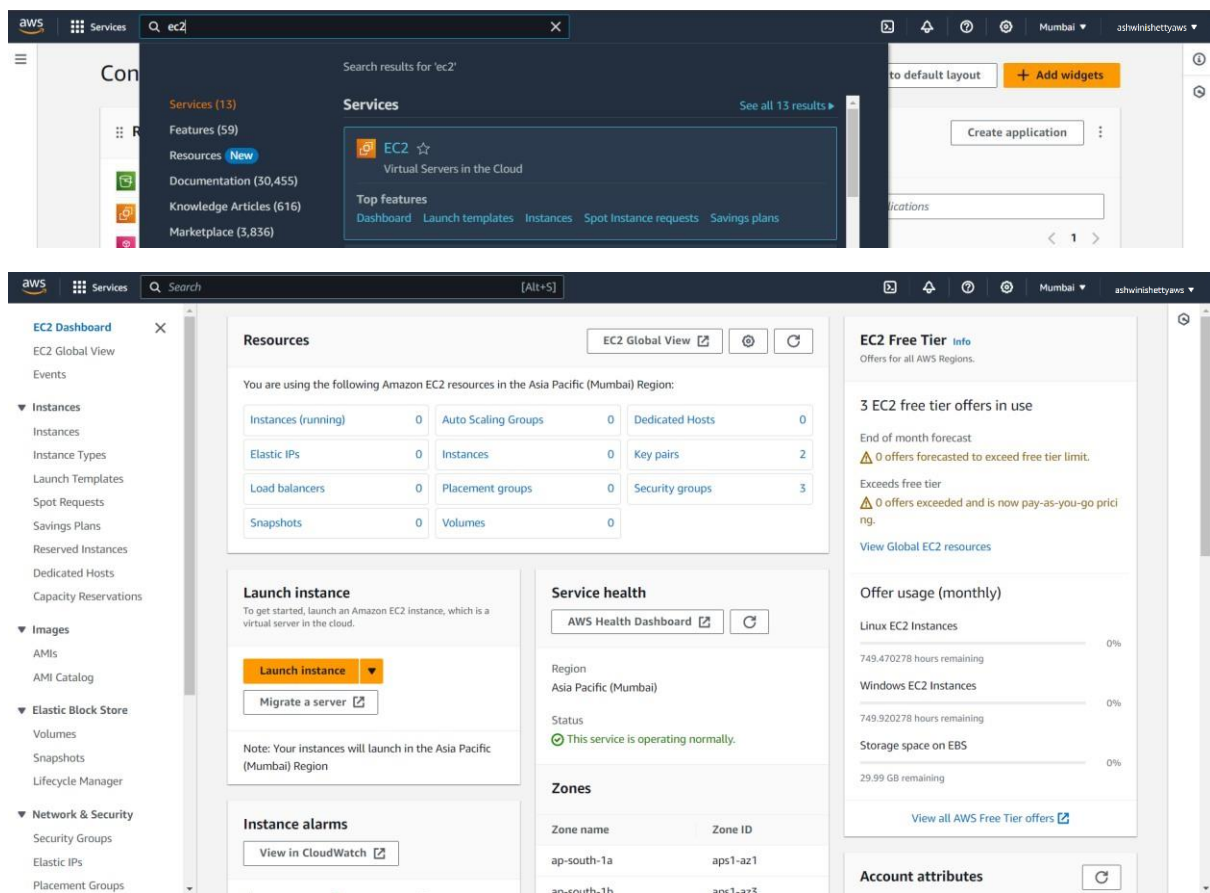 aws
Services
ec2
Mumbai
ashwinishettyaws
Con
Search results for 'ec2'
to default layout
+ Add widgets
Services (13)
Features (59)
Resources New
Documentation (30,455)
Knowledge Articles (616)
Marketplace (3,836)
Services
See all 13 results
EC2
Virtual Servers in the Cloud
Top features
Dashboard Launch templates Instances Spot Instance requests Savings plans
R
Create application
lications
1
aws
Services
Search
[Alt+S]
Mumbai
ashwinishettyaws
EC2 Dashboard
EC2 Global View
Events
Instances
Instances
Instance Types
Launch Templates
Spot Requests
Savings Plans
Reserved Instances
Dedicated Hosts
Capacity Reservations
Images
AMIs
AMI Catalog
Elastic Block Store
Volumes
Snapshots
Lifecycle Manager
Network & Security
Security Groups
Elastic IPs
Placement Groups
Resources
EC2 Global View
You are using the following Amazon EC2 resources in the Asia Pacific (Mumbai) Region:
Instances (running) 0 Auto Scaling Groups 0 Dedicated Hosts 0
Elastic IPs 0 Instances 0 Key pairs 2
Load balancers 0 Placement groups 0 Security groups 3
Snapshots 0 Volumes 0
Launch instance
To get started, launch an Amazon EC2 instance, which is a
virtual server in the cloud.
Launch instance
Migrate a server
Note: Your instances will launch in the Asia Pacific
(Mumbai) Region
Instance alarms
View in CloudWatch
Service health
AWS Health Dashboard
Region
Asia Pacific (Mumbai)
Status
This service is operating normally.
Zones
Zone name Zone ID
ap-south-1a aps1-az1
ap-south-1b aps1-az3
EC2 Free Tier Info
Offers for all AWS Regions.
3 EC2 free tier offers in use
End of month forecast
0 offers forecasted to exceed free tier limit.
Exceeds free tier
0 offers exceeded and is now pay-as-you-go prici
ng.
View Global EC2 resources
Offer usage (monthly)
Linux EC2 Instances
0%
749.470278 hours remaining
Windows EC2 Instances
0%
749.920278 hours remaining
Storage space on EBS
0%
29.99 GB remaining
View all AWS Free Tier offers
Account attributes